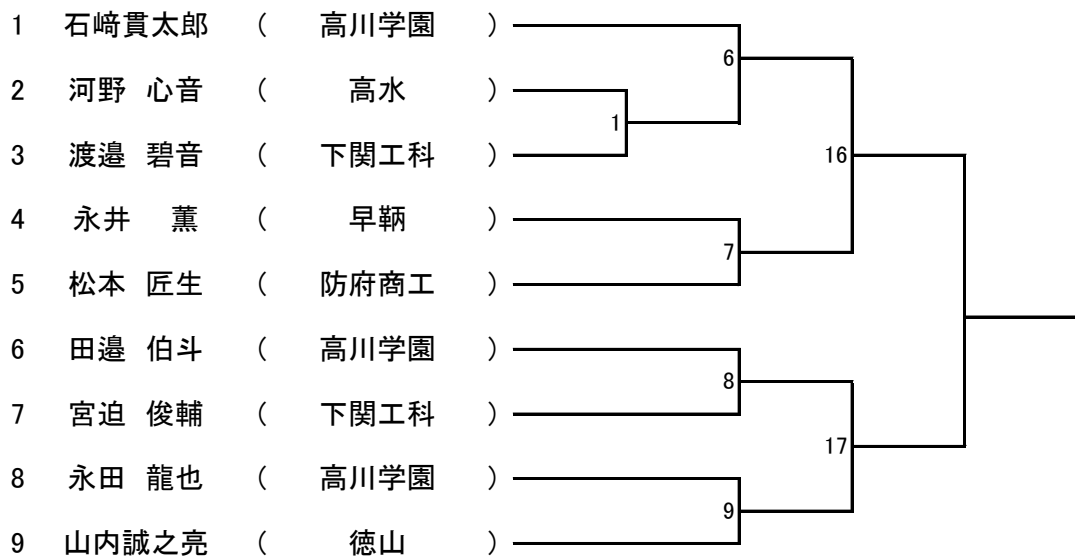 1 石﨑貫太郎 ( 高川学園 )
6
2 河野 心音 ( 高水 )
1
3 渡邉 碧音 ( 下関工科 )
16
4 永井 薫 ( 早鞆 )
7
5 松本 匠生 ( 防府商工 )
6 田邉 伯斗 ( 高川学園 )
8
7 宮迫 俊輔 ( 下関工科 )
17
8 永田 龍也 ( 高川学園 )
9
9 山内誠之亮 ( 徳山 )